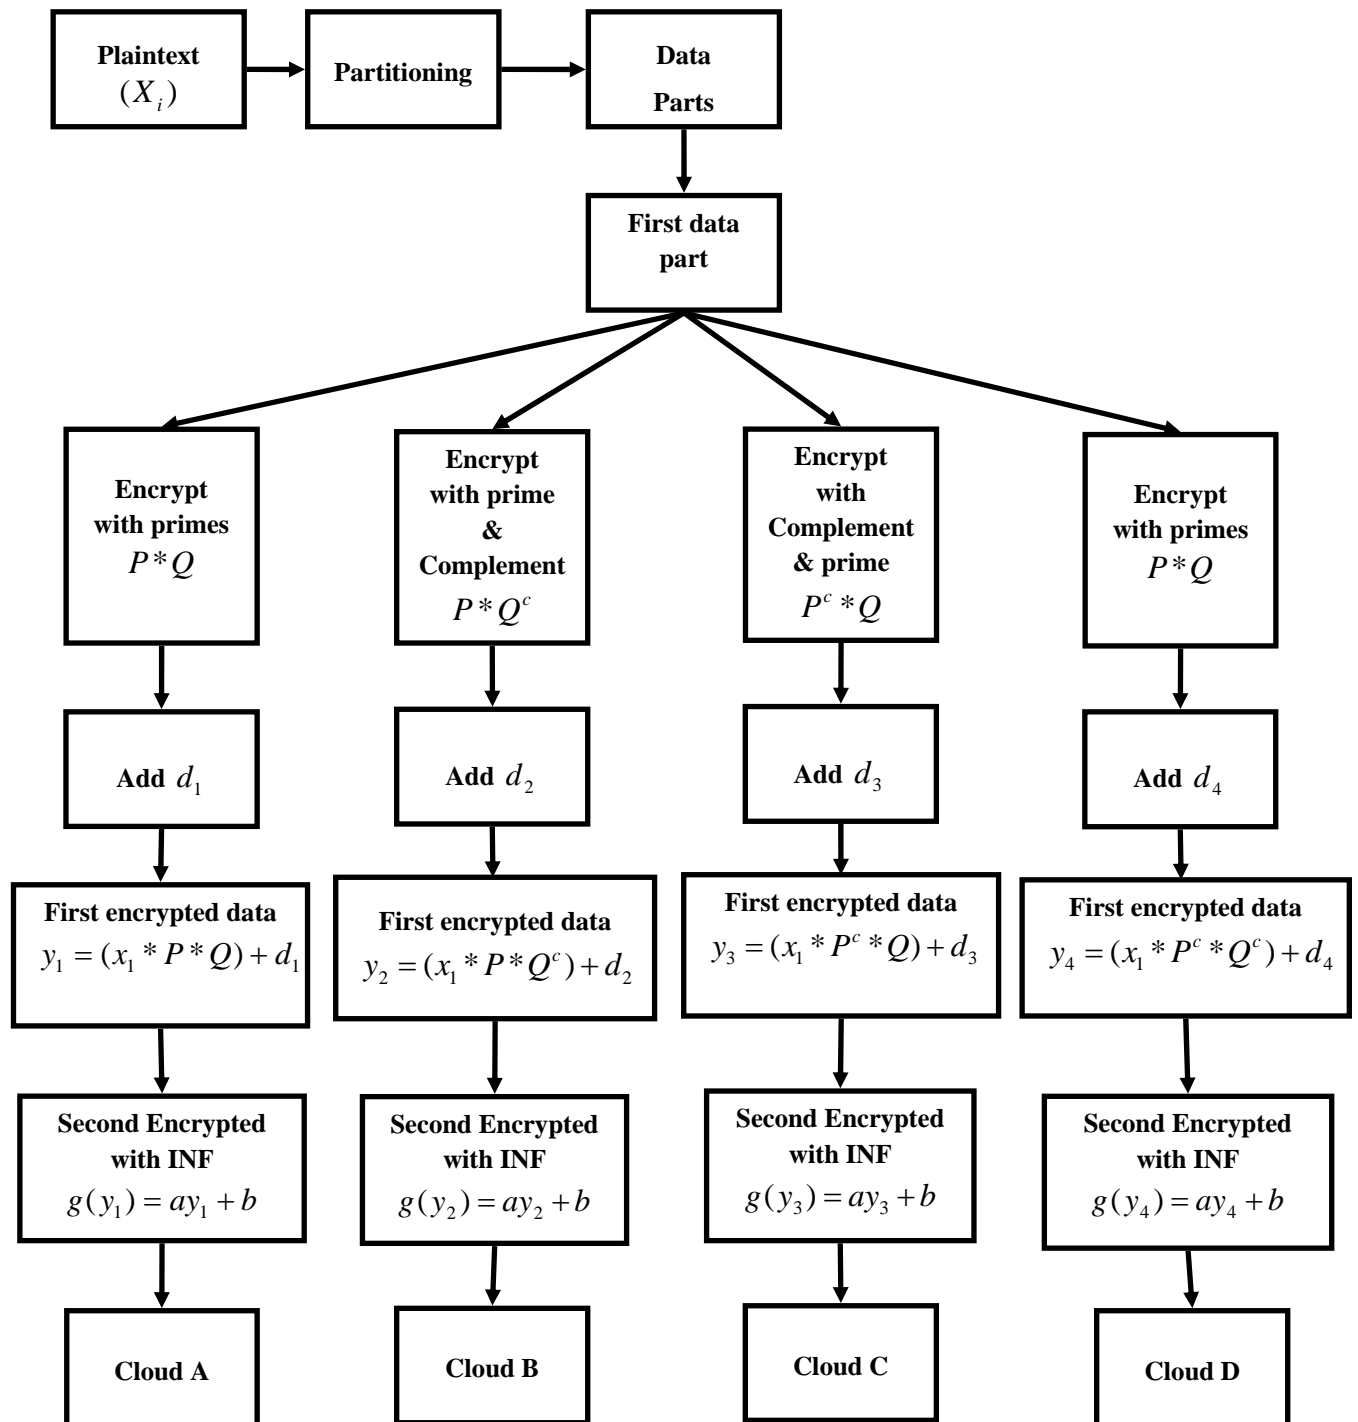 Plaintext
(X_i)
Partitioning
Data
Parts
First data
part
Encrypt
with primes
P*Q
Encrypt
with prime
&
Complement
P*Q^c
Encrypt
with
Complement
& prime
P^c*Q
Encrypt
with primes
P*Q
Add d_1
Add d_2
Add d_3
Add d_4
First encrypted data
y_1 = (x_1 * P * Q) + d_1
First encrypted data
y_2 = (x_1 * P * Q^c) + d_2
First encrypted data
y_3 = (x_1 * P^c * Q) + d_3
First encrypted data
y_4 = (x_1 * P^c * Q^c) + d_4
Second Encrypted
with INF
g(y_1) = ay_1 + b
Second Encrypted
with INF
g(y_2) = ay_2 + b
Second Encrypted
with INF
g(y_3) = ay_3 + b
Second Encrypted
with INF
g(y_4) = ay_4 + b
Cloud A
Cloud B
Cloud C
Cloud D